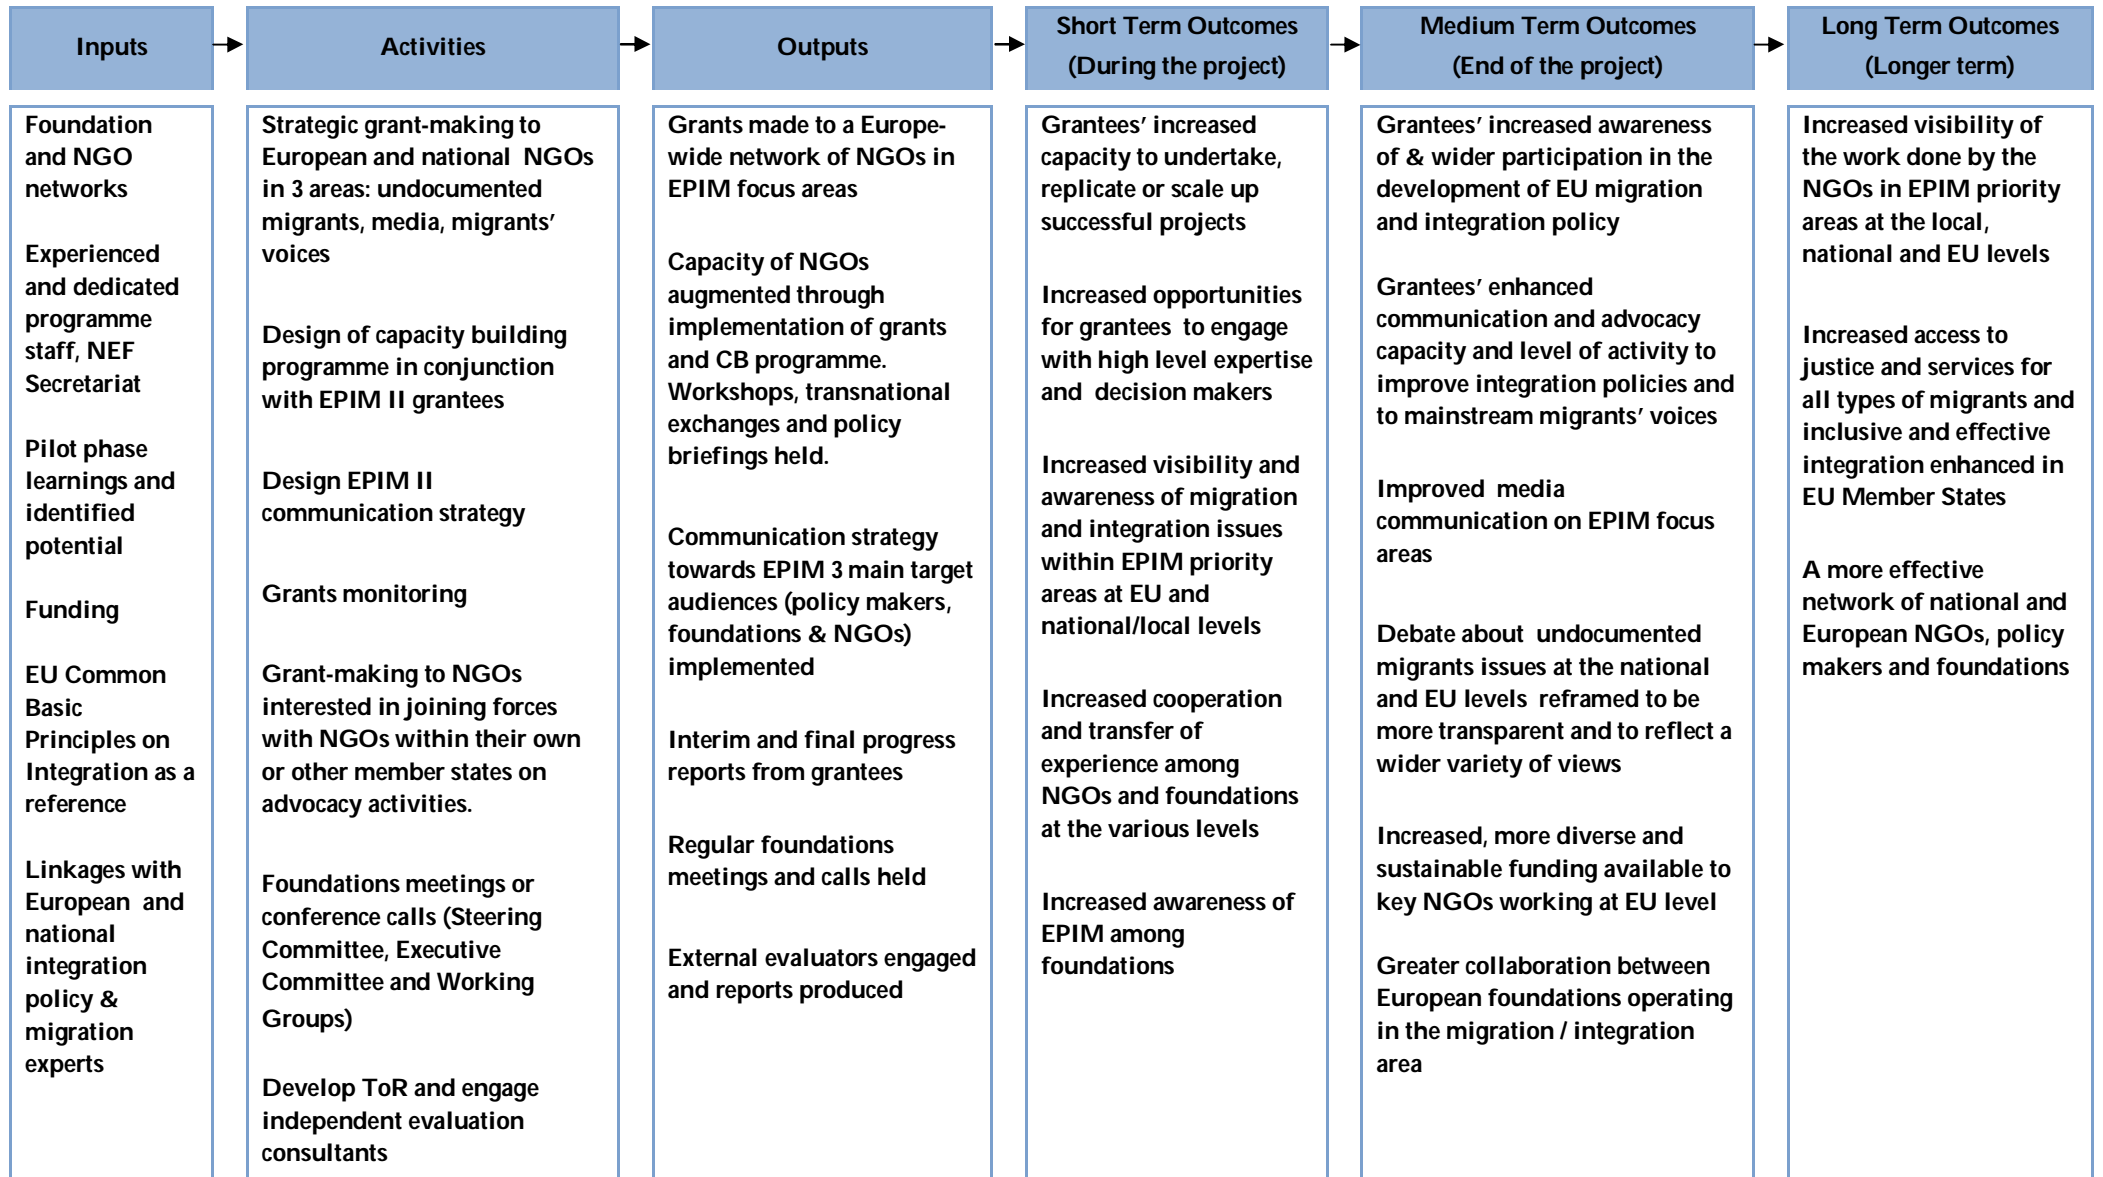 Inputs
Activities
Outputs
Short Term Outcomes
(During the project)
Medium Term Outcomes
(End of the project)
Long Term Outcomes
(Longer term)
Foundation
and NGO
networks
Experienced
and dedicated
programme
staff, NEF
Secretariat
Pilot phase
learnings and
identified
potential
Funding
EU Common
Basic
Principles on
Integration as a
reference
Linkages with
European and
national
integration
policy &
migration
experts
Strategic grant-making to
European and national NGOs
in 3 areas: undocumented
migrants, media, migrants’
voices
Design of capacity building
programme in conjunction
with EPIM II grantees
Design EPIM II
communication strategy
Grants monitoring
Grant-making to NGOs
interested in joining forces
with NGOs within their own
or other member states on
advocacy activities.
Foundations meetings or
conference calls (Steering
Committee, Executive
Committee and Working
Groups)
Develop ToR and engage
independent evaluation
consultants
Grants made to a Europe-
wide network of NGOs in
EPIM focus areas
Capacity of NGOs
augmented through
implementation of grants
and CB programme.
Workshops, transnational
exchanges and policy
briefings held.
Communication strategy
towards EPIM 3 main target
audiences (policy makers,
foundations & NGOs)
implemented
Interim and final progress
reports from grantees
Regular foundations
meetings and calls held
External evaluators engaged
and reports produced
Grantees’ increased
capacity to undertake,
replicate or scale up
successful projects
Increased opportunities
for grantees to engage
with high level expertise
and decision makers
Increased visibility and
awareness of migration
and integration issues
within EPIM priority
areas at EU and
national/local levels
Increased cooperation
and transfer of
experience among
NGOs and foundations
at the various levels
Increased awareness of
EPIM among
foundations
Grantees’ increased awareness
of & wider participation in the
development of EU migration
and integration policy
Grantees’ enhanced
communication and advocacy
capacity and level of activity to
improve integration policies and
to mainstream migrants’ voices
Improved media
communication on EPIM focus
areas
Debate about undocumented
migrants issues at the national
and EU levels reframed to be
more transparent and to reflect a
wider variety of views
Increased, more diverse and
sustainable funding available to
key NGOs working at EU level
Greater collaboration between
European foundations operating
in the migration / integration
area
Increased visibility of
the work done by the
NGOs in EPIM priority
areas at the local,
national and EU levels
Increased access to
justice and services for
all types of migrants and
inclusive and effective
integration enhanced in
EU Member States
A more effective
network of national and
European NGOs, policy
makers and foundations